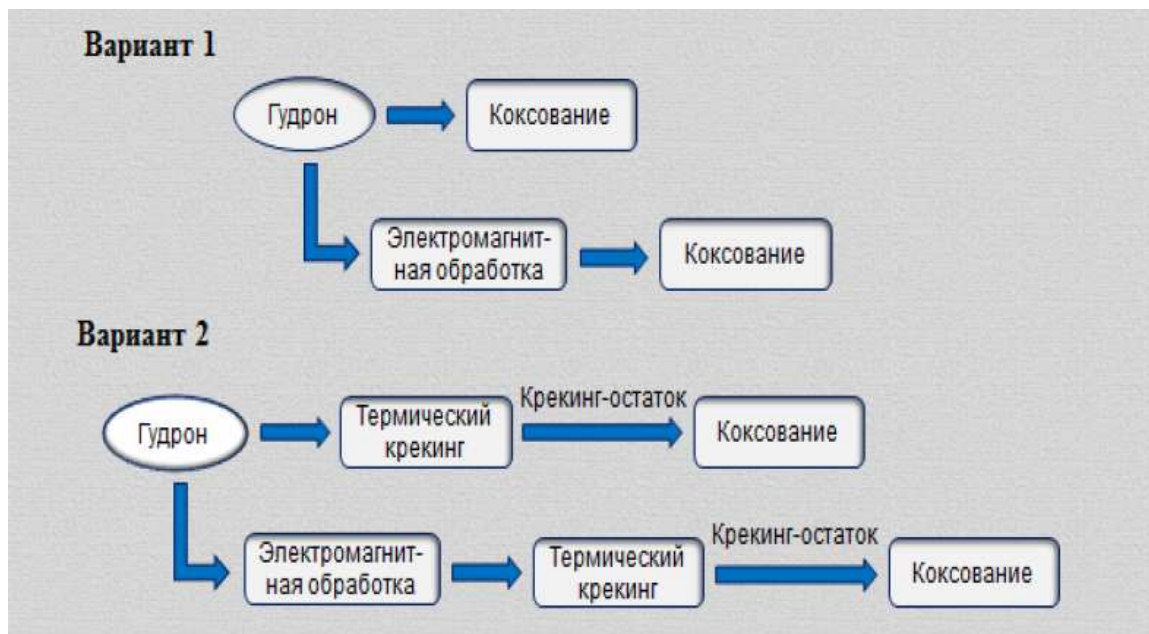 Вариант 1
Гудрон
Коксование
Электромагнит-
ная обработка
Коксование
Вариант 2
Гудрон
Термический
крекинг
Крекинг-остаток
Коксование
Электромагнит-
ная обработка
Термический
крекинг
Крекинг-остаток
Коксование